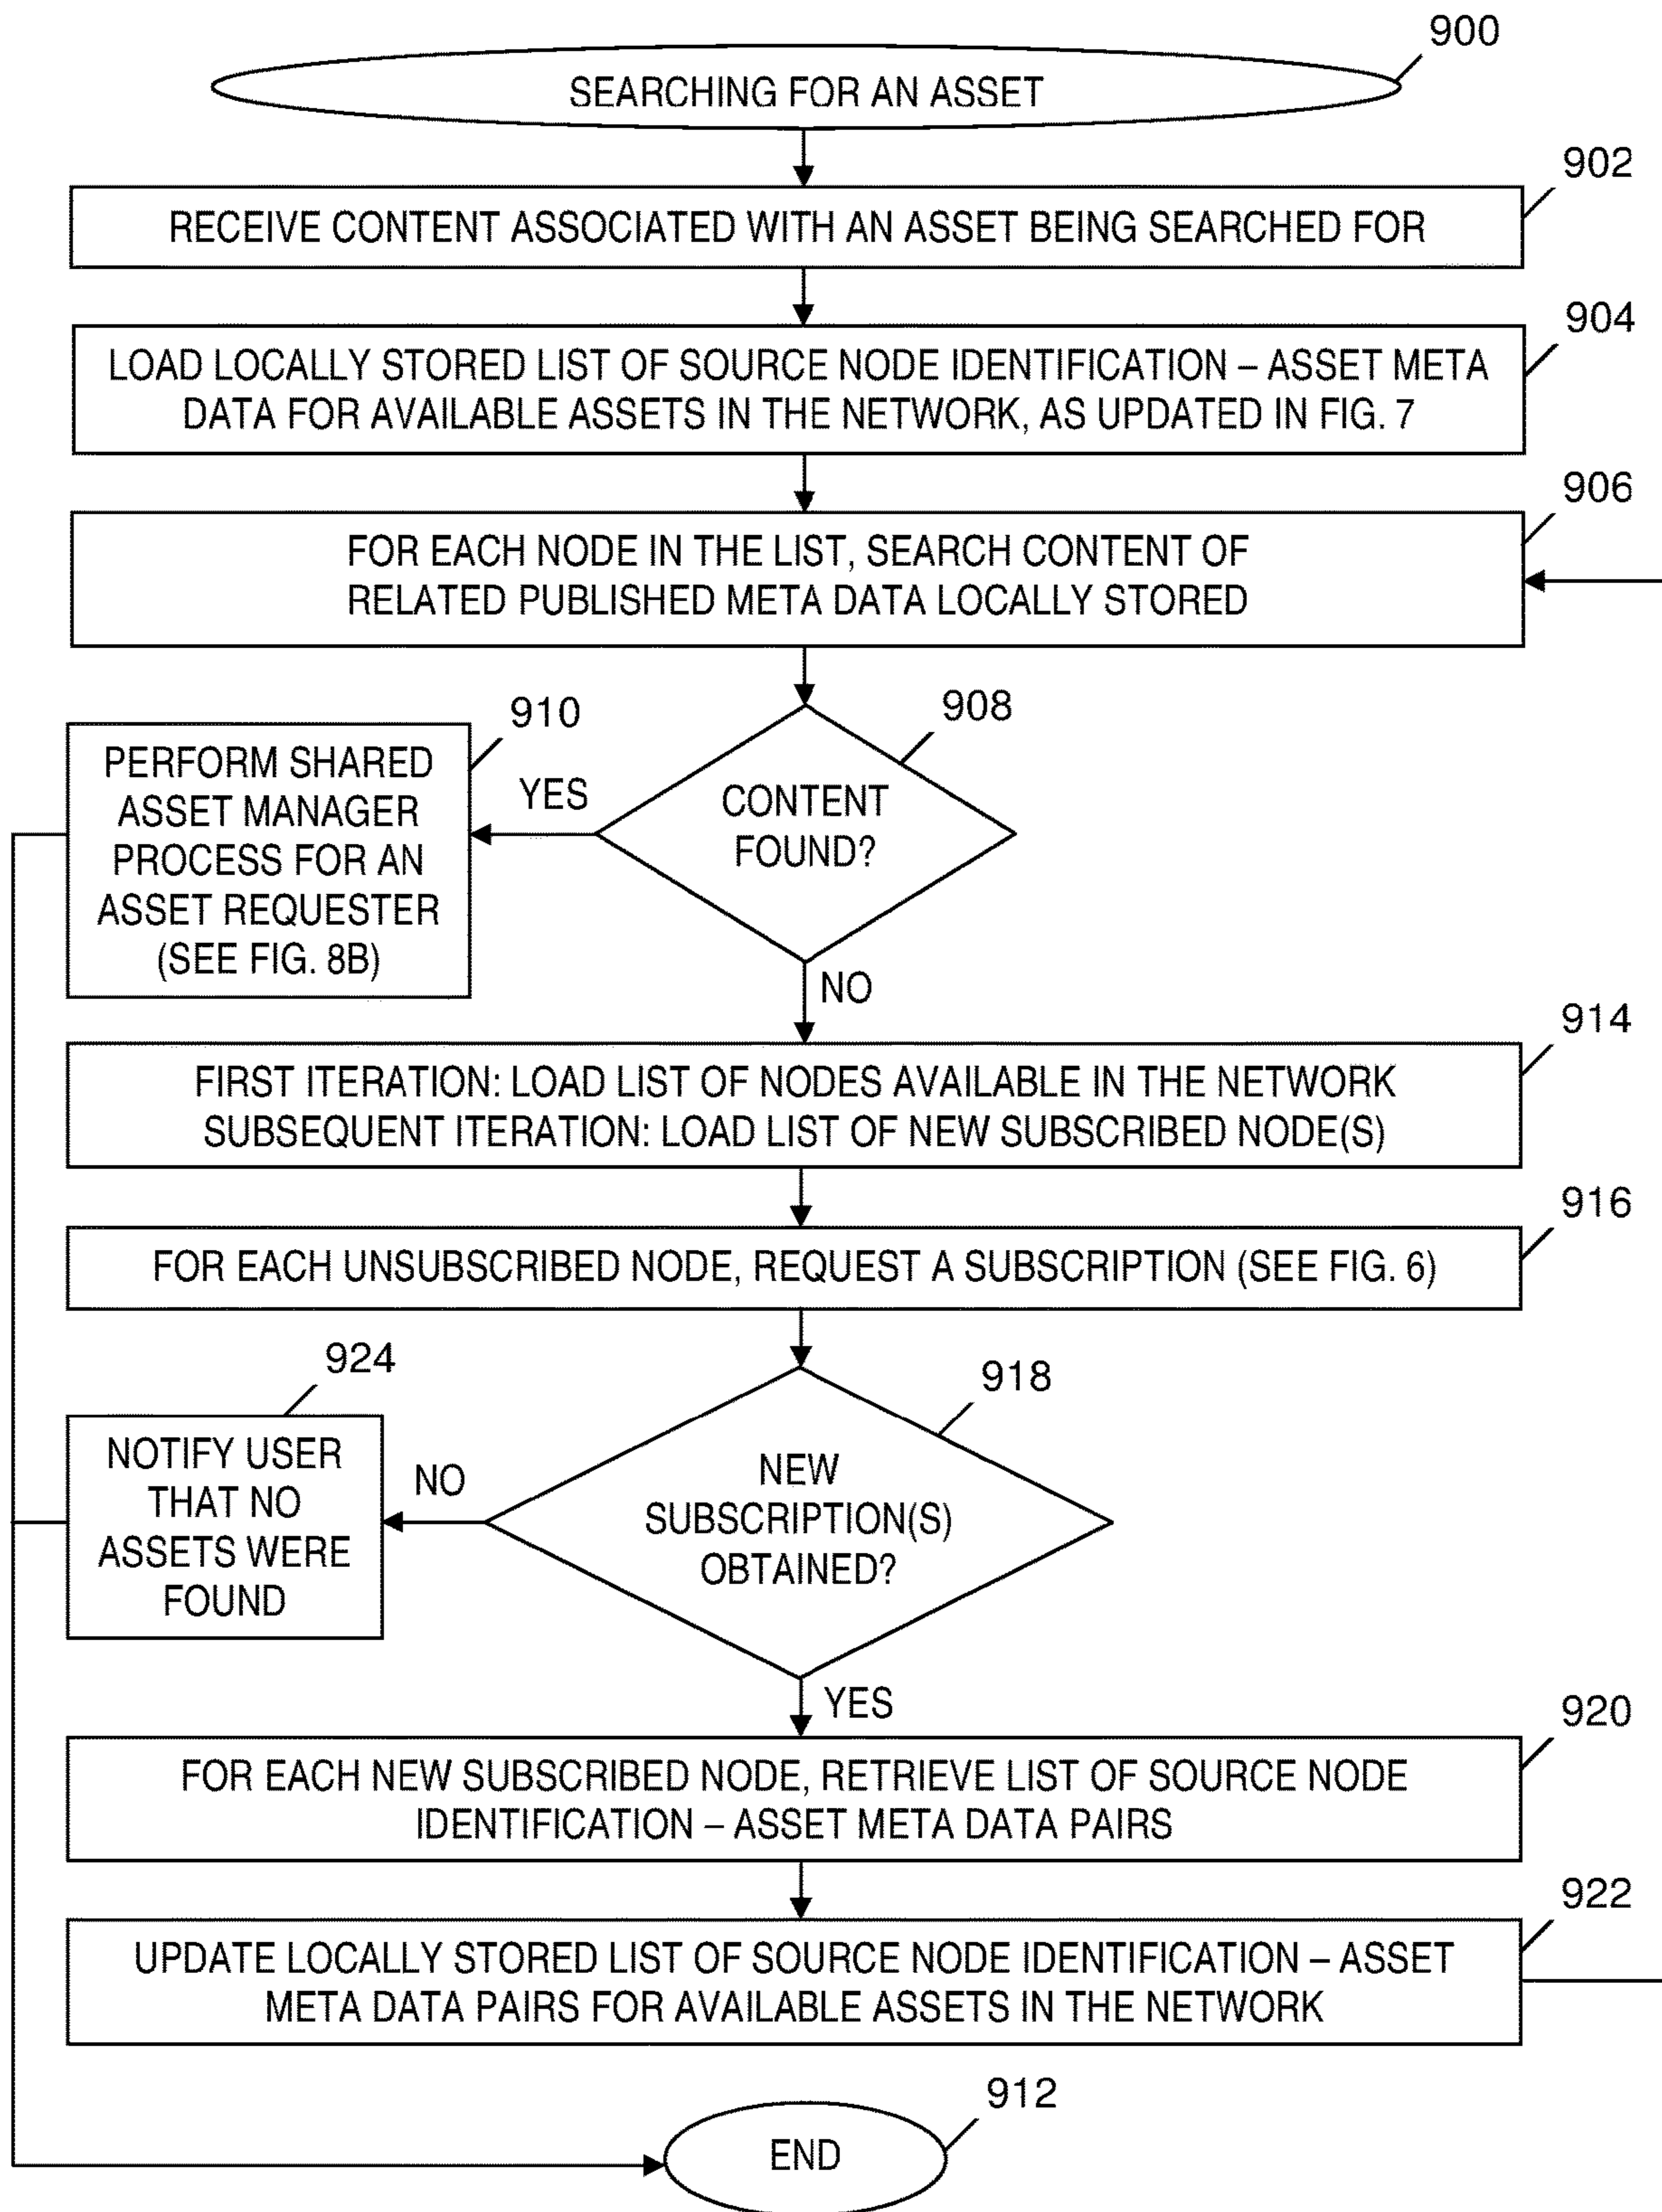 900
SEARCHING FOR AN ASSET
902
RECEIVE CONTENT ASSOCIATED WITH AN ASSET BEING SEARCHED FOR
904
LOAD LOCALLY STORED LIST OF SOURCE NODE IDENTIFICATION – ASSET META
DATA FOR AVAILABLE ASSETS IN THE NETWORK, AS UPDATED IN FIG. 7
906
FOR EACH NODE IN THE LIST, SEARCH CONTENT OF
RELATED PUBLISHED META DATA LOCALLY STORED
908
CONTENT
FOUND?
YES
910
PERFORM SHARED
ASSET MANAGER
PROCESS FOR AN
ASSET REQUESTER
(SEE FIG. 8B)
NO
914
FIRST ITERATION: LOAD LIST OF NODES AVAILABLE IN THE NETWORK
SUBSEQUENT ITERATION: LOAD LIST OF NEW SUBSCRIBED NODE(S)
916
FOR EACH UNSUBSCRIBED NODE, REQUEST A SUBSCRIPTION (SEE FIG. 6)
918
NEW
SUBSCRIPTION(S)
OBTAINED?
NO
924
NOTIFY USER
THAT NO
ASSETS WERE
FOUND
YES
920
FOR EACH NEW SUBSCRIBED NODE, RETRIEVE LIST OF SOURCE NODE
IDENTIFICATION – ASSET META DATA PAIRS
922
UPDATE LOCALLY STORED LIST OF SOURCE NODE IDENTIFICATION – ASSET
META DATA PAIRS FOR AVAILABLE ASSETS IN THE NETWORK
912
END